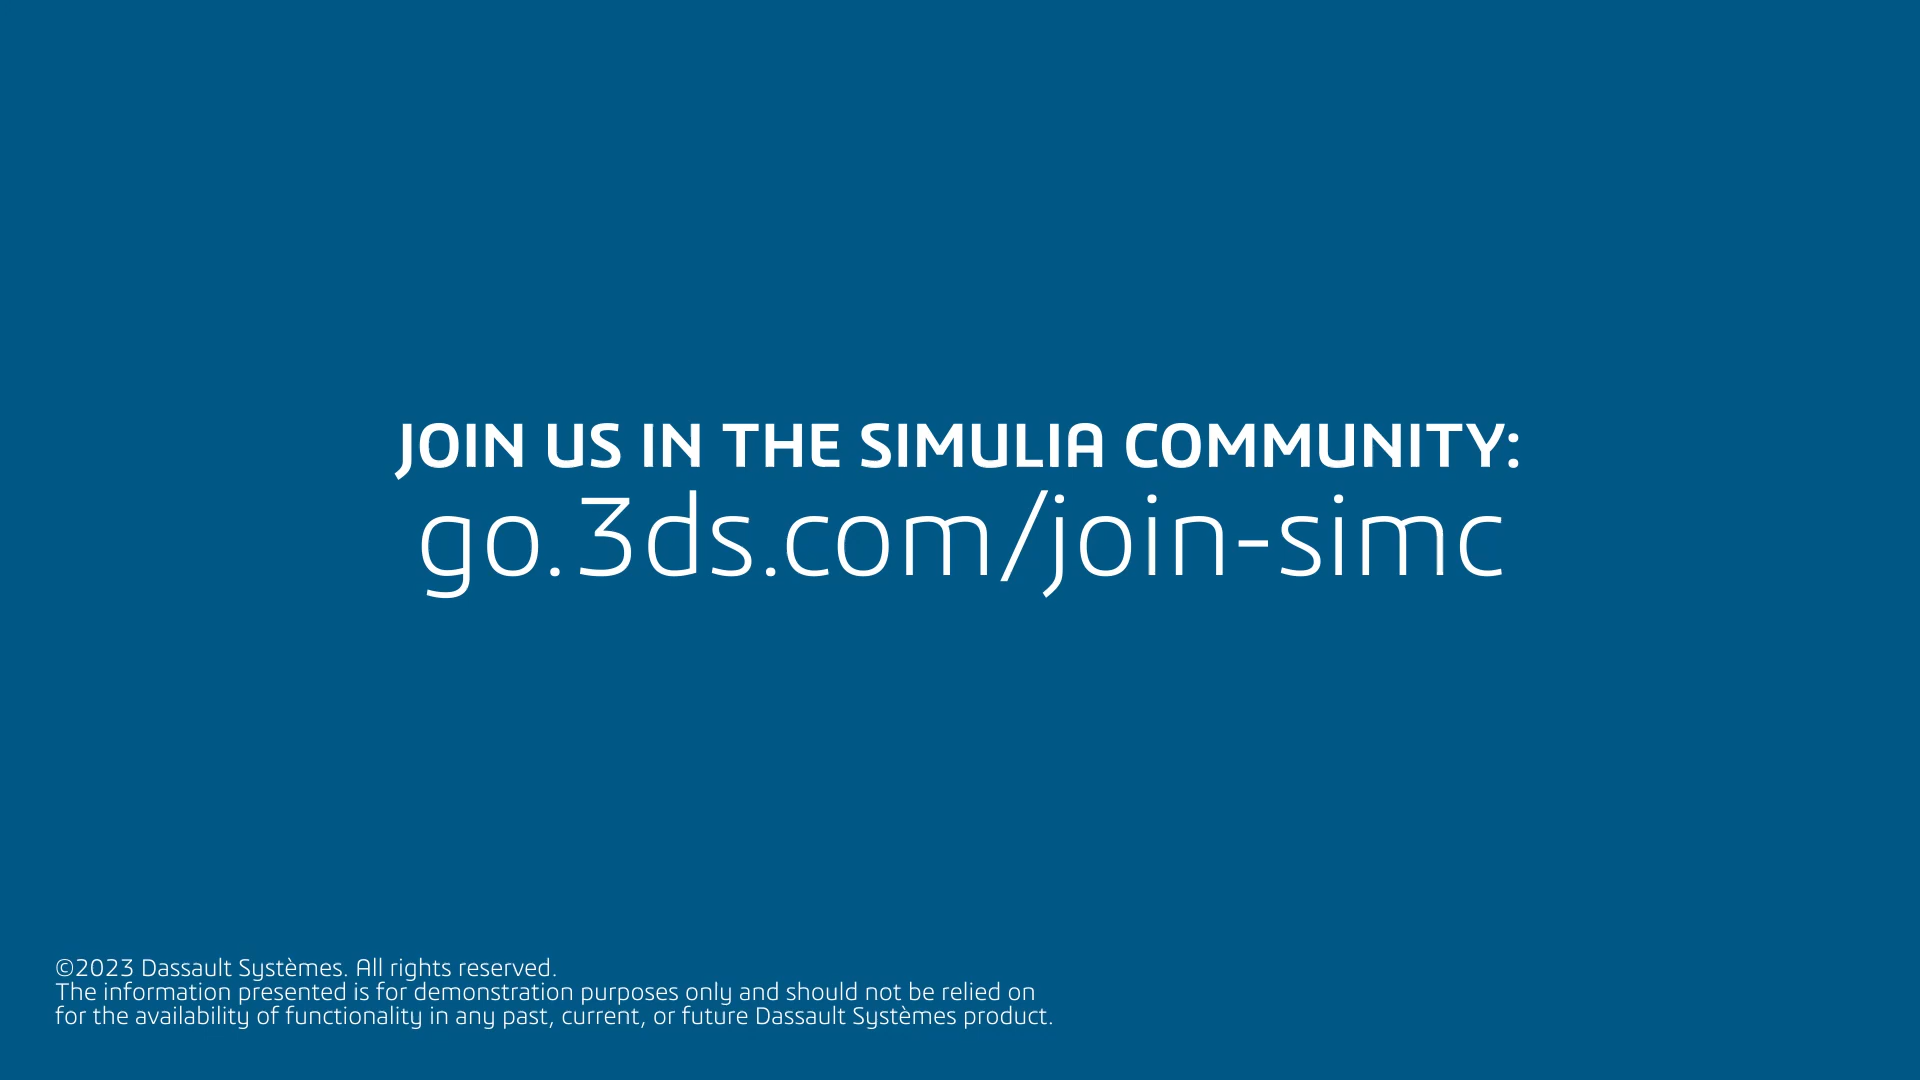 JOIN US IN THE SIMULIA COMMUNITY:
go.3ds.com/join-simc
©2023 Dassault Systèmes. All rights reserved.
The information presented is for demonstration purposes only and should not be relied on
for the availability of functionality in any past, current, or future Dassault Systèmes product.